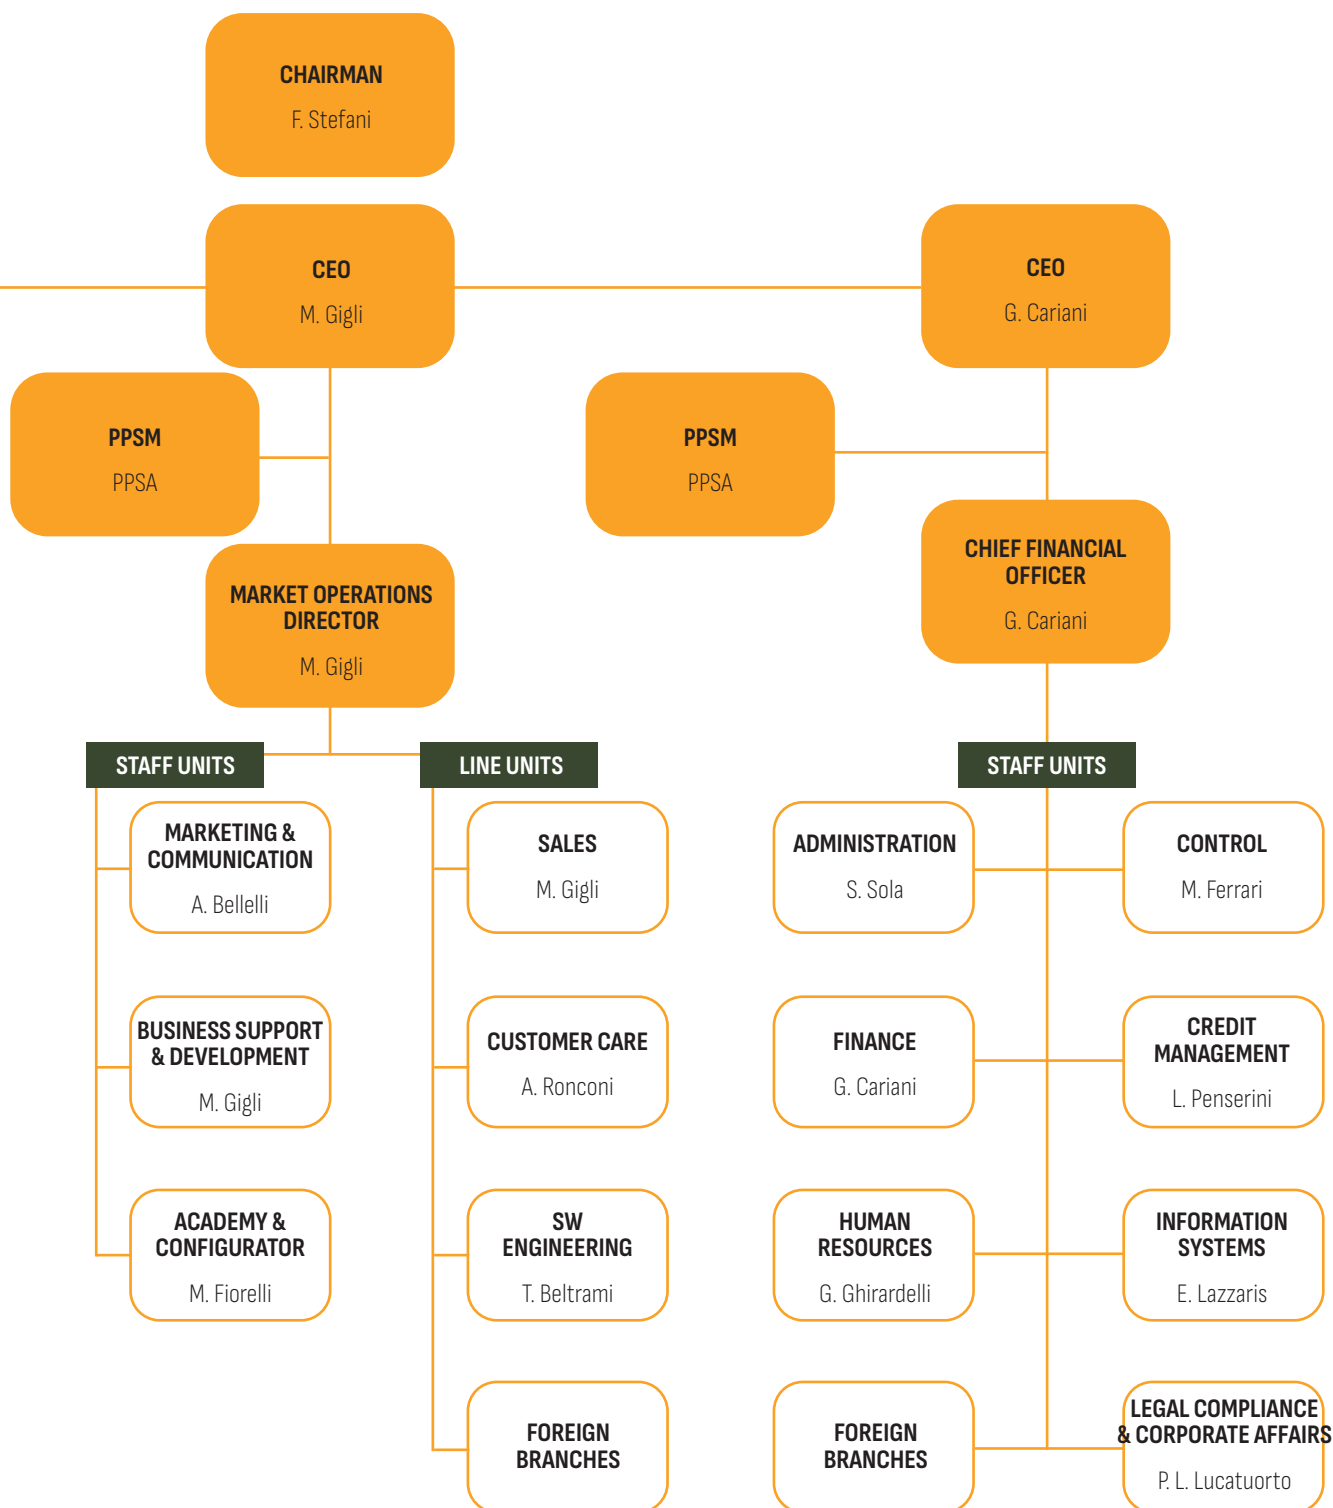 CHAIRMAN
F. Stefani
CEO
M. Gigli
CEO
G. Cariani
PPSM
PPSA
PPSM
PPSA
MARKET OPERATIONS
DIRECTOR
M. Gigli
CHIEF FINANCIAL
OFFICER
G. Cariani
STAFF UNITS
LINE UNITS
STAFF UNITS
MARKETING &
COMMUNICATION
A. Bellelli
SALES
M. Gigli
ADMINISTRATION
S. Sola
CONTROL
M. Ferrari
BUSINESS SUPPORT
& DEVELOPMENT
M. Gigli
CUSTOMER CARE
A. Ronconi
FINANCE
G. Cariani
CREDIT
MANAGEMENT
L. Penserini
ACADEMY &
CONFIGURATOR
M. Fiorelli
SW
ENGINEERING
T. Beltrami
HUMAN
RESOURCES
G. Ghirardelli
INFORMATION
SYSTEMS
E. Lazzaris
FOREIGN
BRANCHES
FOREIGN
BRANCHES
LEGAL COMPLIANCE
& CORPORATE AFFAIRS
P. L. Lucatuorto